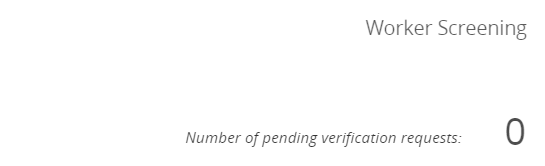 Worker Screening
Number of pending verification requests: 0